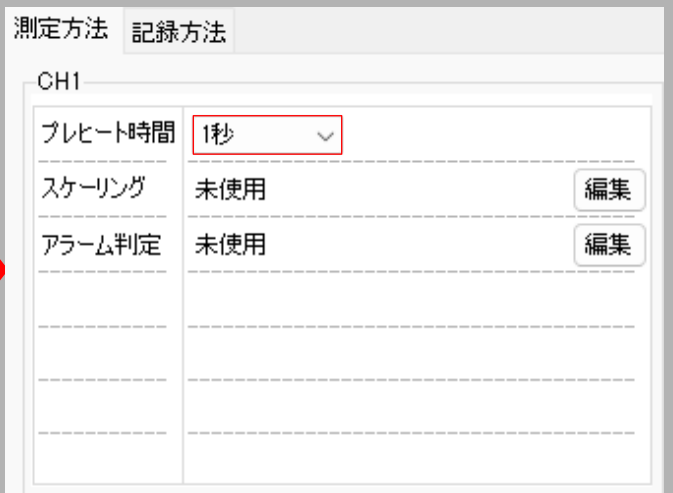 測定方法 記録方法
CH1
プレヒート時間 1秒
スケーリング 未使用 編集
アラーム判定 未使用 編集